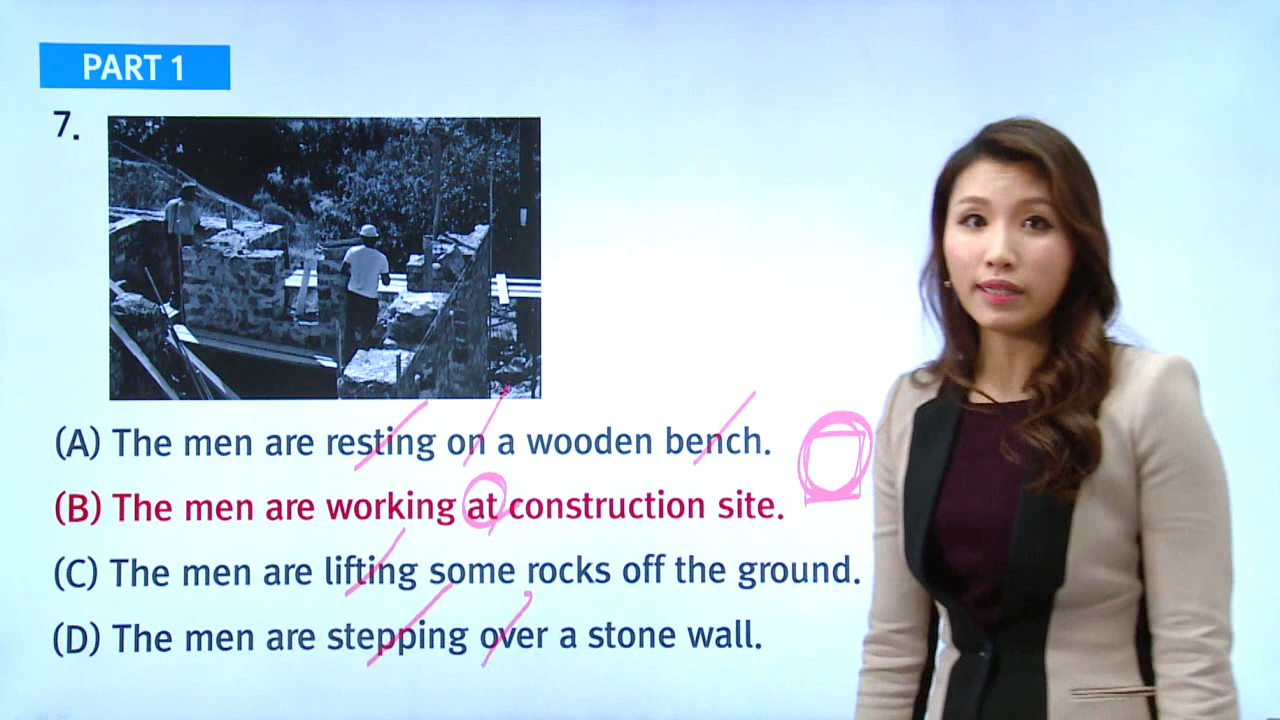 PART 1
7.
(A) The men are resting on a wooden bench.
(B) The men are working at construction site.
(C) The men are lifting some rocks off the ground.
(D) The men are stepping over a stone wall.